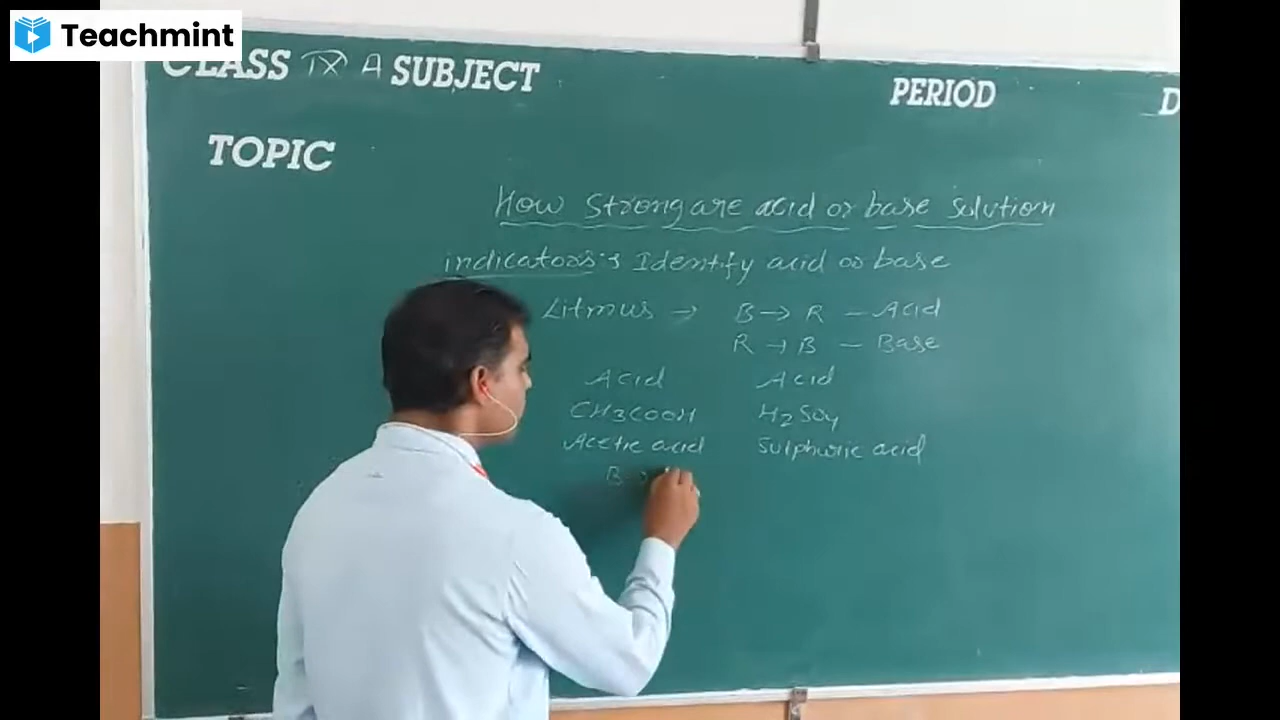 Teachmint
CLASS IX A SUBJECT PERIOD D
TOPIC
How strong are acid or base solution
indicators:- Identify acid or base
Litmus → B → R - Acid
R → B - Base
Acid Acid
CH3COOH H2SO4
Acetic acid Sulphuric acid
B →